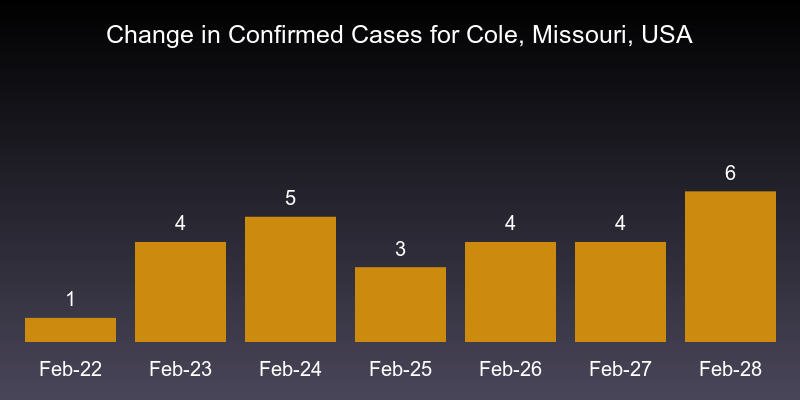 Change in Confirmed Cases for Cole, Missouri, USA
1
4
5
3
4
4
6
Feb-22
Feb-23
Feb-24
Feb-25
Feb-26
Feb-27
Feb-28